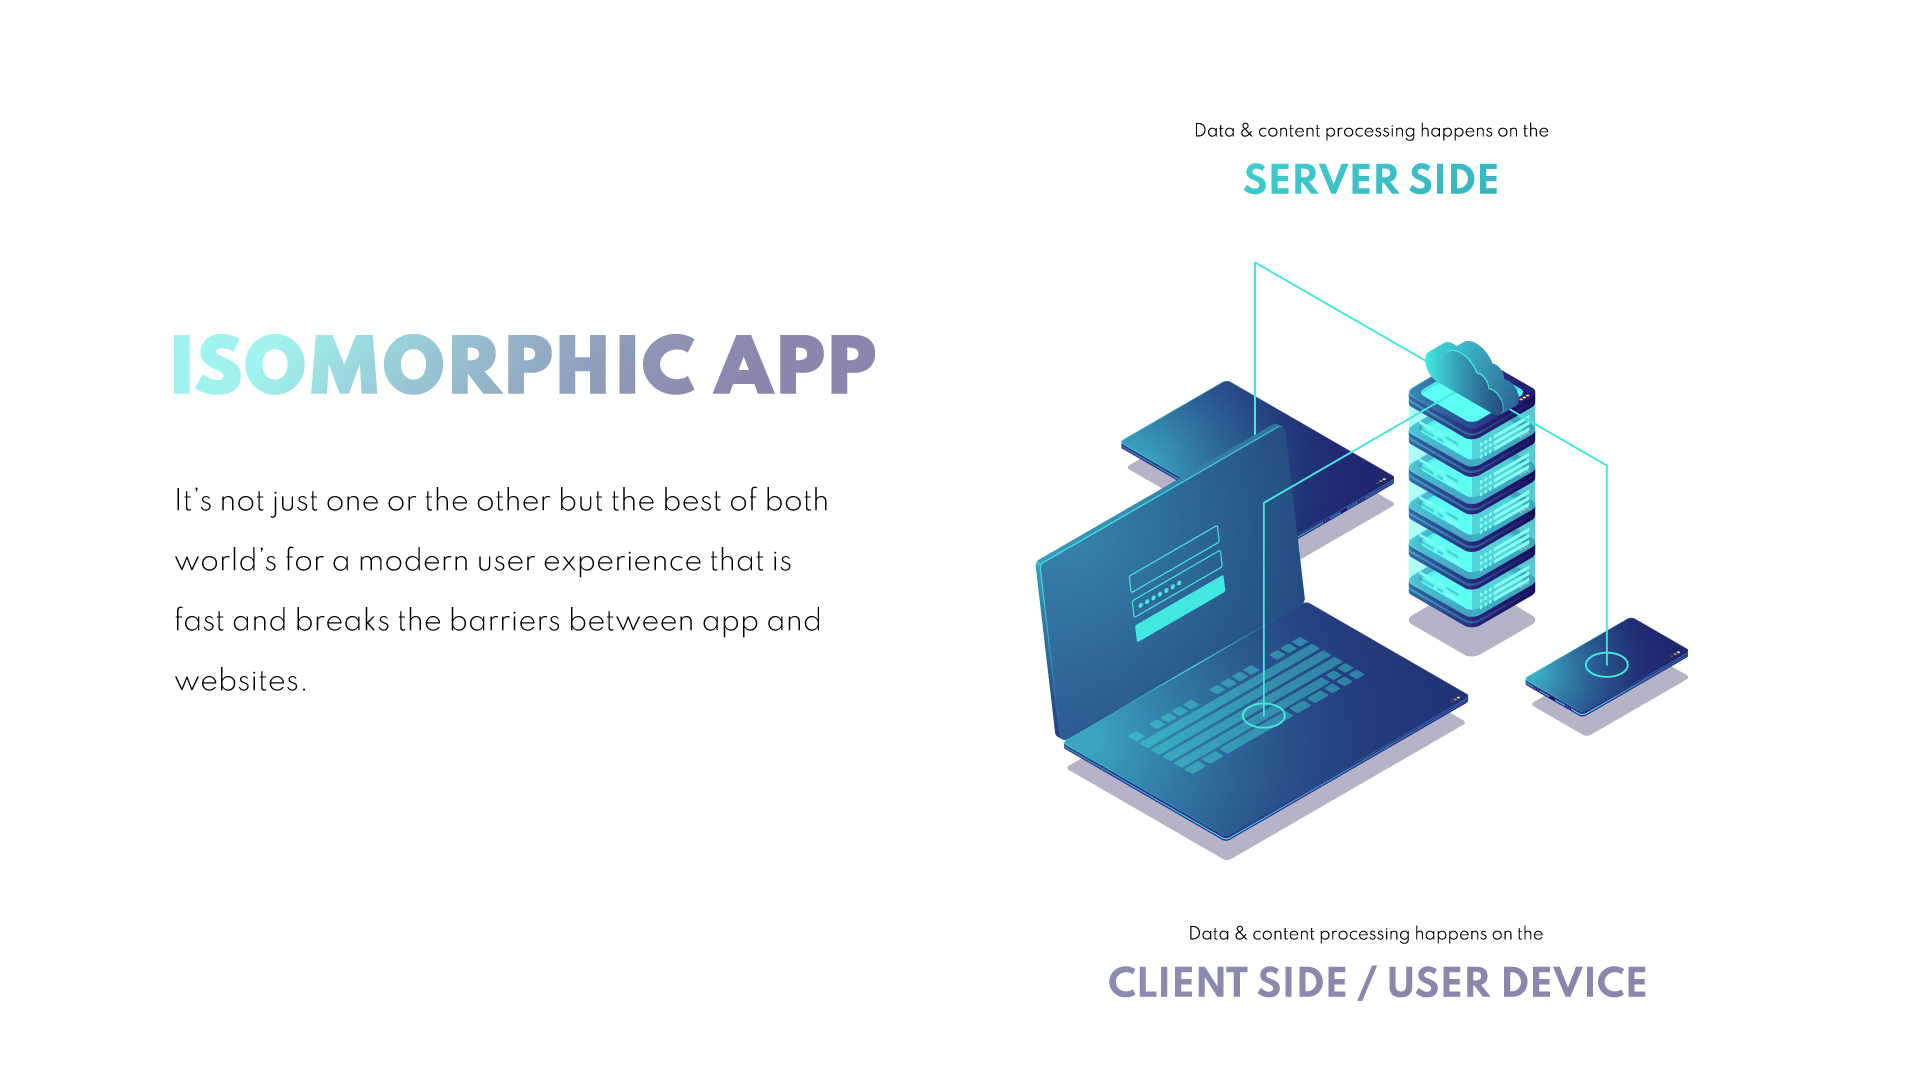 Data & content processing happens on the
SERVER SIDE
ISOMORPHIC APP
It’s not just one or the other but the best of both
world’s for a modern user experience that is
fast and breaks the barriers between app and
websites.
Data & content processing happens on the
CLIENT SIDE / USER DEVICE